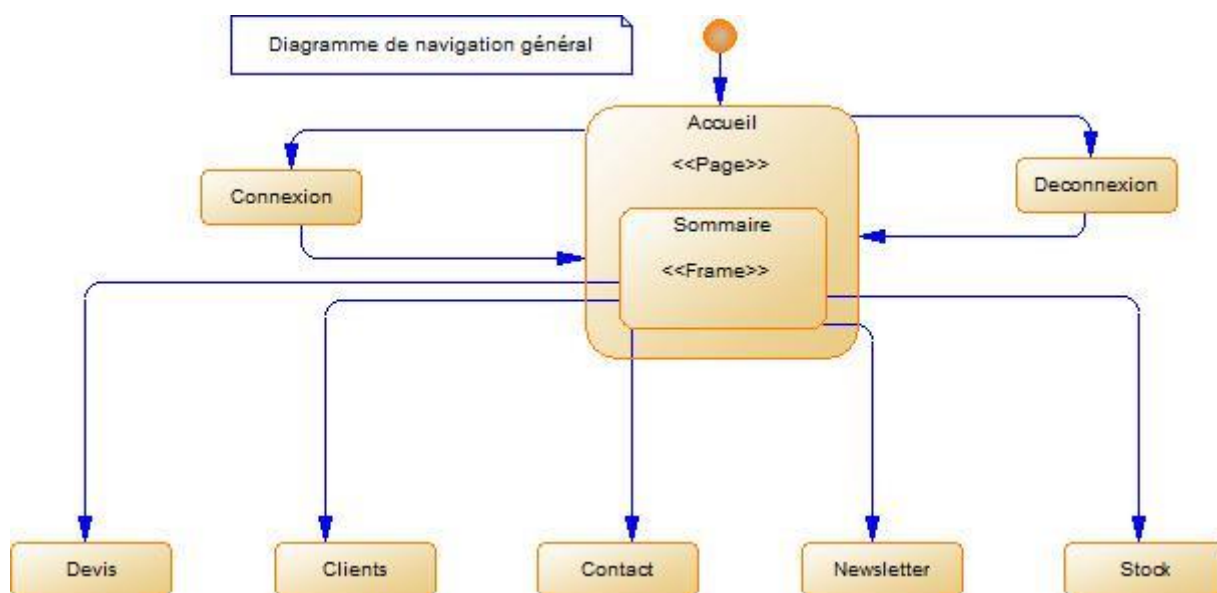 Diagramme de navigation général
Accueil
<<Page>>
Connexion
Deconnexion
Sommaire
<<Frame>>
Devis
Clients
Contact
Newsletter
Stock